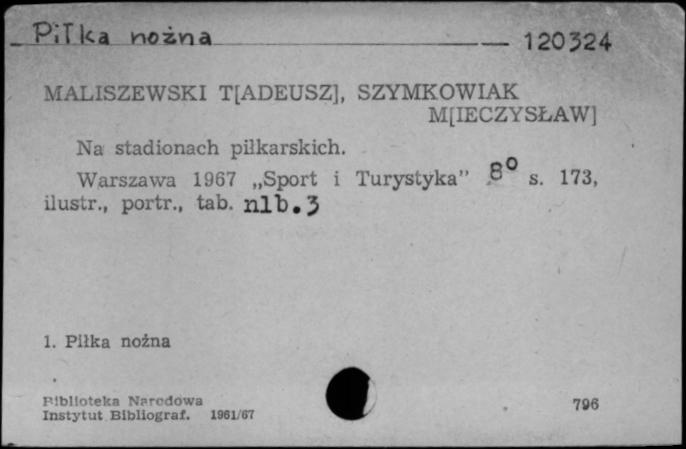 Piłka nożna 120324
MALISZEWSKI T[ADEUSZ], SZYMKOWIAK
M[IECZYSŁAW]
Na stadionach piłkarskich.
Warszawa 1967 „Sport i Turystyka” 8° s. 173,
ilustr., portr., tab. nlb. 3
1. Piłka nożna
Biblioteka Narodowa
Instytut Bibliograf. 1961/67 796